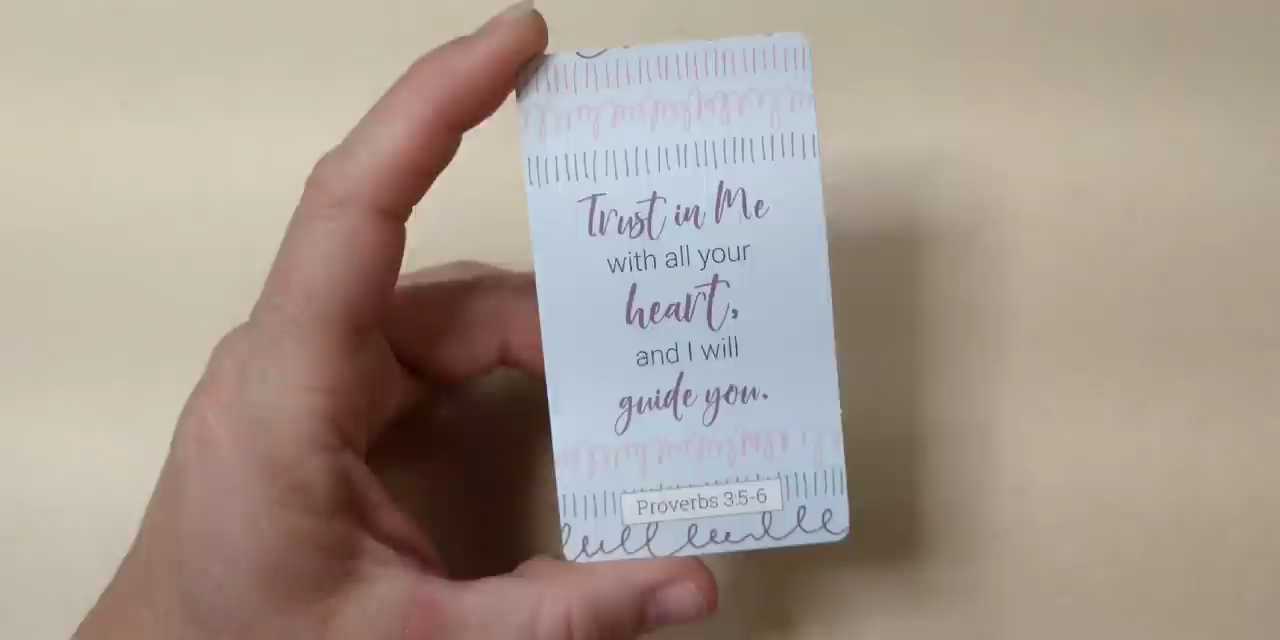 Trust in Me
with all your
heart,
and I will
guide you.
Proverbs 3:5-6